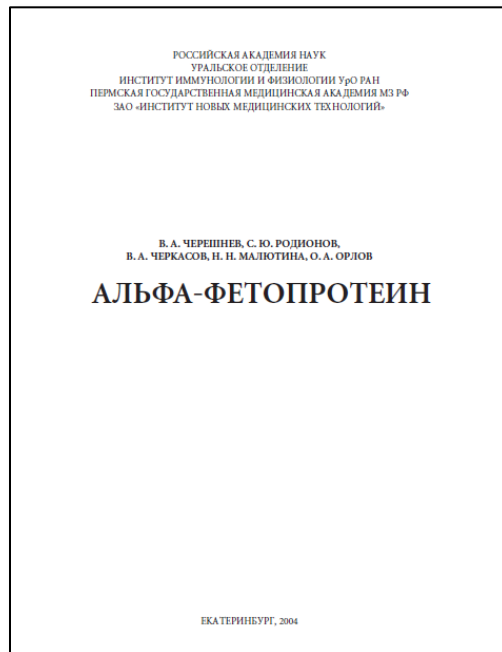 РОССИЙСКАЯ АКАДЕМИЯ НАУК
УРАЛЬСКОЕ ОТДЕЛЕНИЕ
ИНСТИТУТ ИММУНОЛОГИИ И ФИЗИОЛОГИИ УрО РАН
ПЕРМСКАЯ ГОСУДАРСТВЕННАЯ МЕДИЦИНСКАЯ АКАДЕМИЯ МЗ РФ
ЗАО «ИНСТИТУТ НОВЫХ МЕДИЦИНСКИХ ТЕХНОЛОГИЙ»
В. А. ЧЕРЕШНЕВ, С. Ю. РОДИОНОВ,
В. А. ЧЕРКАСОВ, Н. Н. МАЛЮТИНА, О. А. ОРЛОВ
АЛЬФА-ФЕТОПРОТЕИН
ЕКАТЕРИНБУРГ, 2004